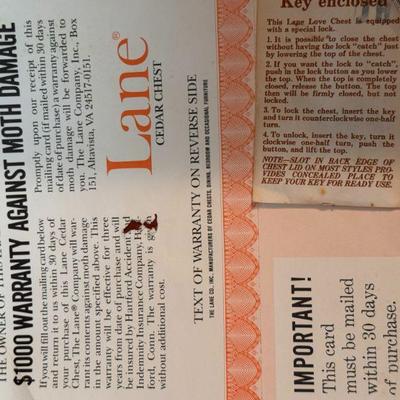 THE OWNER OF THE
$1000 WARRANTY AGAINST MOTH DAMAGE
If you will fill out the mailing card below
and return it to us within 30 days of
your purchase of this Lane Cedar
Chest, The Lane® Company will war-
rant its contents against moth damage
in the amount specified above. This
warranty will be effective for three
years from date of purchase and will
be insured by Hartford Accident and
Indemnity Insurance Company, Hart-
ford, Conn. The warranty is given
without additional cost.
Promptly upon our receipt of this
mailing card (if mailed within 30 days
of date of purchase) a warranty against
moth damage will be forwarded to
you. The Lane Company, Inc., Box
151, Altavista, VA 24517-0151.
Lane®
CEDAR CHEST
TEXT OF WARRANTY ON REVERSE SIDE
THE LANE CO., INC. MANUFACTURERS OF CEDAR CHESTS, DINING, BEDROOM AND OCCASIONAL FURNITURE
Key enclosed
This Lane Love Chest is equipped
with a special lock.
1. It is possible to close the chest
without having the lock "catch" just
by lowering the top of the chest.
2. If you want the lock to "catch",
push in the lock button as you lower
the top. When the top is completely
closed, release the button. The top
then will be firmly closed, but not
locked.
3. To lock the chest, insert the key
and turn it counterclockwise one-half
turn.
4. To unlock, insert the key, turn it
clockwise one-half turn, push the
button, and lift the top.
NOTE—SLOT IN BACK EDGE OF
CHEST LID ON MOST STYLES PRO-
VIDES CONCEALED PLACE TO
KEEP YOUR KEY FOR READY USE.
IMPORTANT!
This card
must be mailed
within 30 days
of purchase.